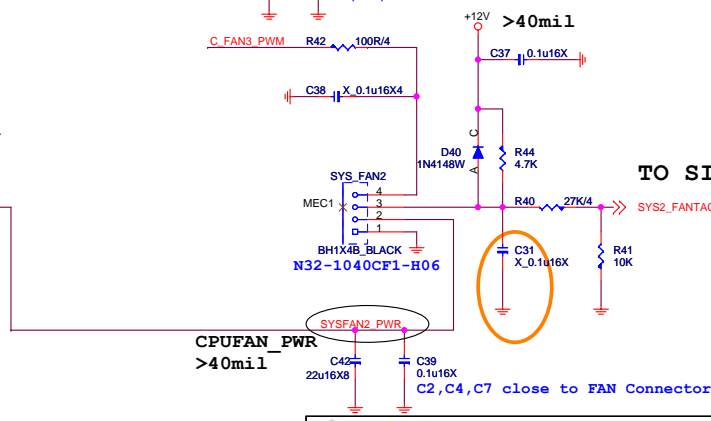 +12V
>40mil
C_FAN3_PWM
R42
100R/4
C37
0.1u16X
C38
X_0.1u16X4
C
D40
1N4148W
A
R44
4.7K
SYS_FAN2
MEC1
4
3
2
1
BH1X4B_BLACK
N32-1040CF1-H06
R40
27K/4
TO SI
SYS2_FANTAC
C31
X_0.1u16X
R41
10K
SYSFAN2_PWR
CPUFAN_PWR
>40mil
C42
22u16X8
C39
0.1u16X
C2,C4,C7 close to FAN Connector